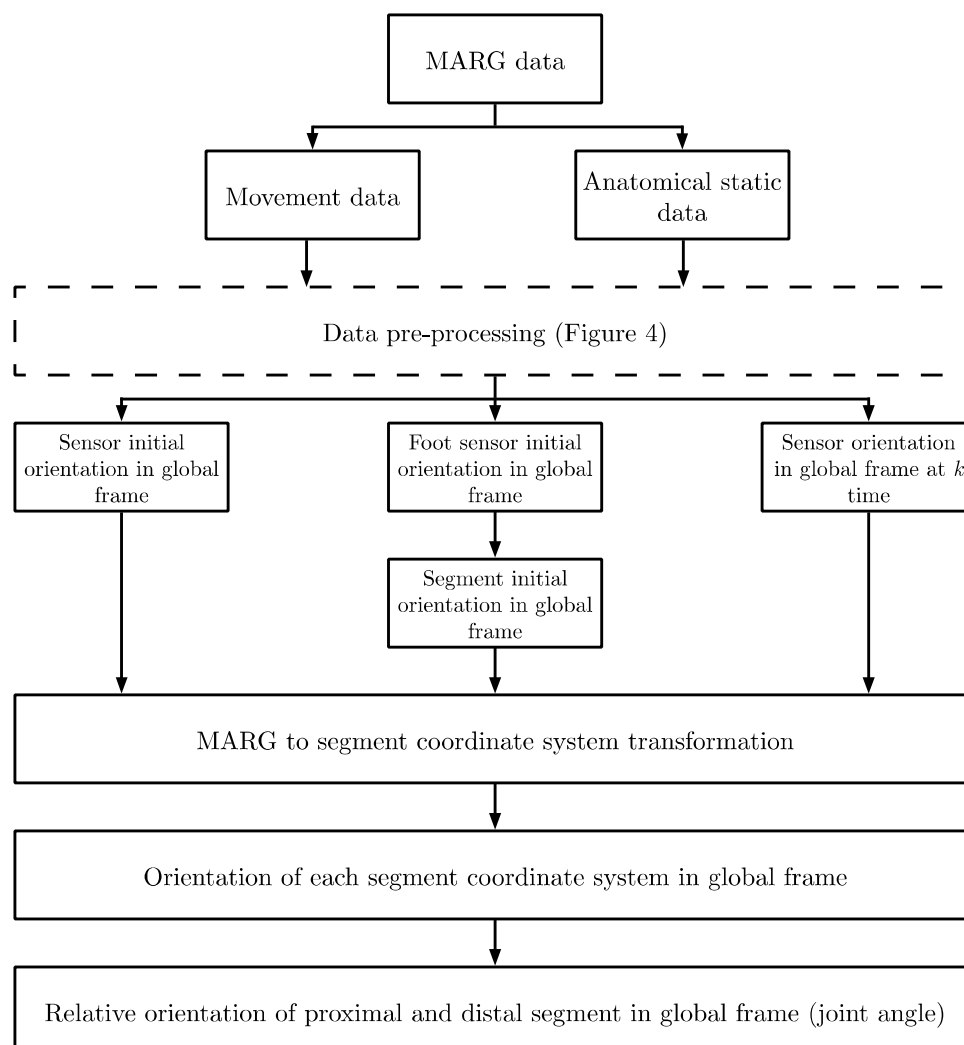 MARG data
Movement data
Anatomical static
data
Data pre-processing (Figure 4)
Sensor initial
orientation in global
frame
Foot sensor initial
orientation in global
frame
Sensor orientation
in global frame at k
time
Segment initial
orientation in global
frame
MARG to segment coordinate system transformation
Orientation of each segment coordinate system in global frame
Relative orientation of proximal and distal segment in global frame (joint angle)